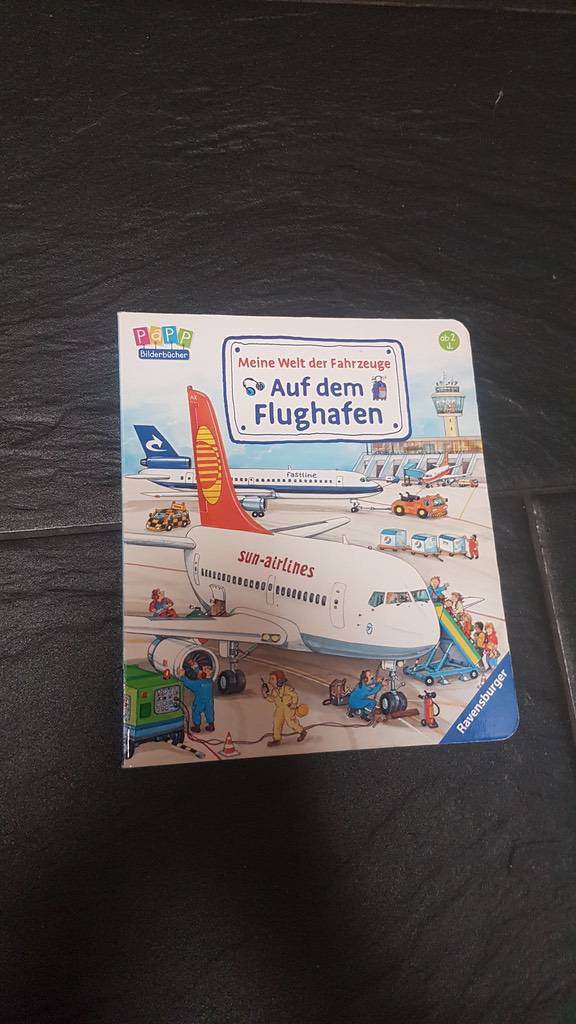 PAPP
Bilderbücher
ab 2
J.
Meine Welt der Fahrzeuge
Auf dem
Flughafen
fastline
sun-airlines
Ravensburger